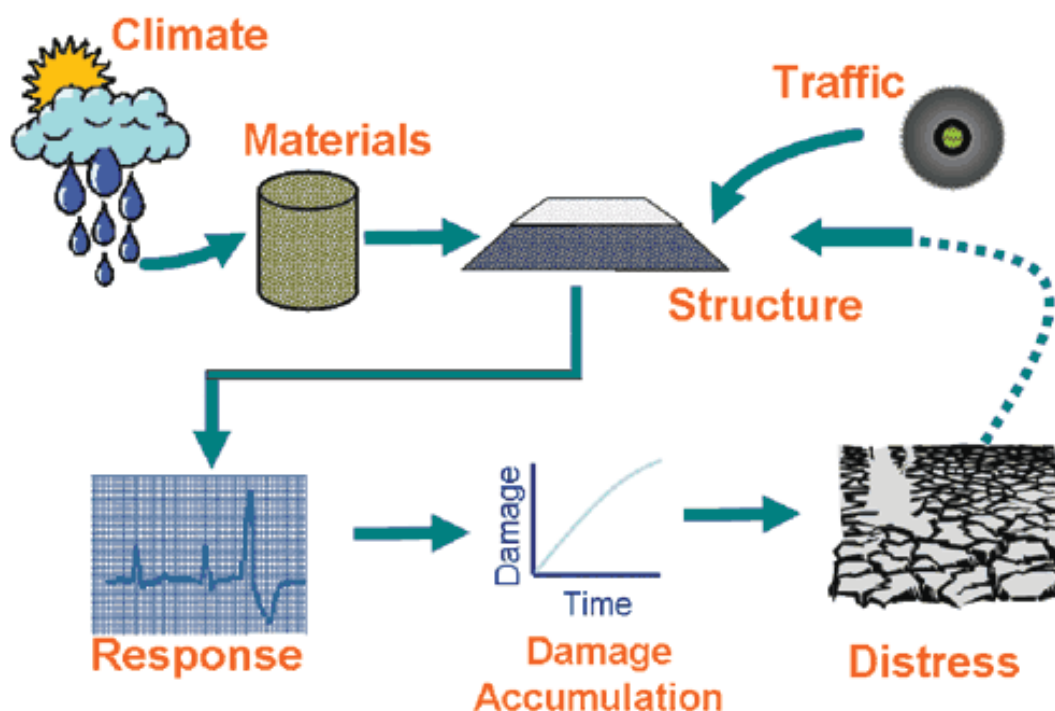 Climate
Traffic
Materials
Structure
Damage
Time
Response
Damage
Accumulation
Distress